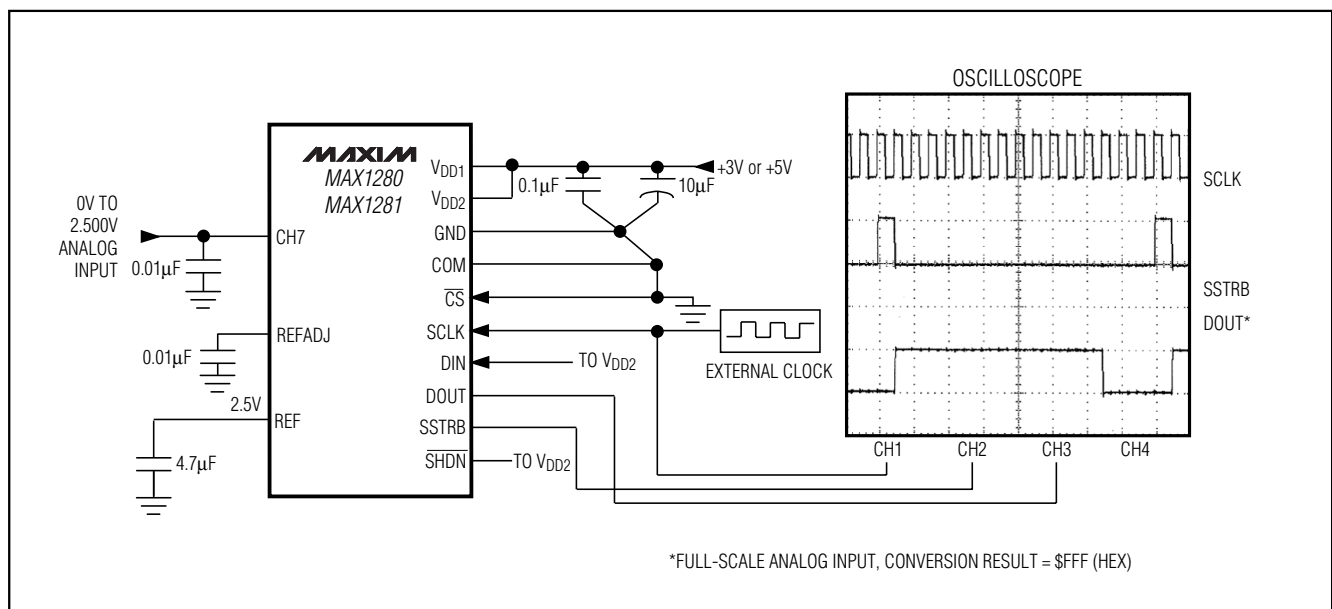 OSCILLOSCOPE
MAXIM
MAX1280
MAX1281
0V TO
2.500V
ANALOG
INPUT
0.01µF
CH7
REFADJ
0.01µF
2.5V
REF
4.7µF
VDD1
VDD2
GND
COM
CS
SCLK
DIN
DOUT
SSTRB
SHDN
0.1µF
10µF
+3V or +5V
EXTERNAL CLOCK
TO VDD2
TO VDD2
SCLK
SSTRB
DOUT*
CH1 CH2 CH3 CH4
*FULL-SCALE ANALOG INPUT, CONVERSION RESULT = $FFF (HEX)